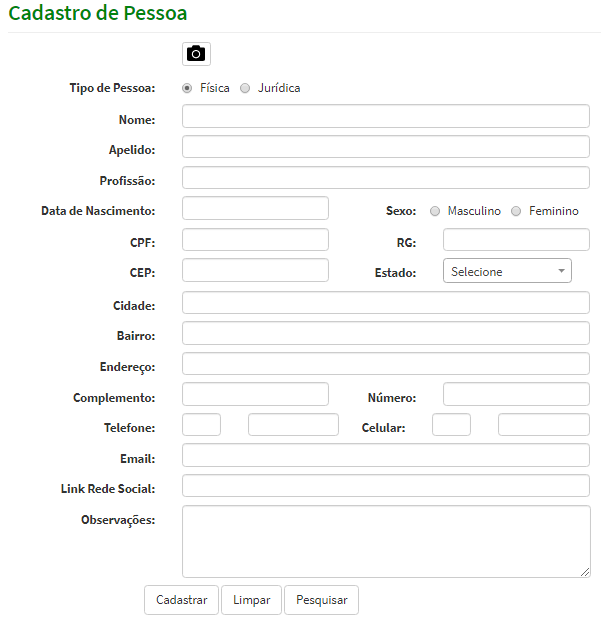 Cadastro de Pessoa
Tipo de Pessoa: Física Jurídica
Nome:
Apelido:
Profissão:
Data de Nascimento: Sexo: Masculino Feminino
CPF: RG:
CEP: Estado: Selecione
Cidade:
Bairro:
Endereço:
Complemento: Número:
Telefone: Celular:
Email:
Link Rede Social:
Observações:
Cadastrar Limpar Pesquisar